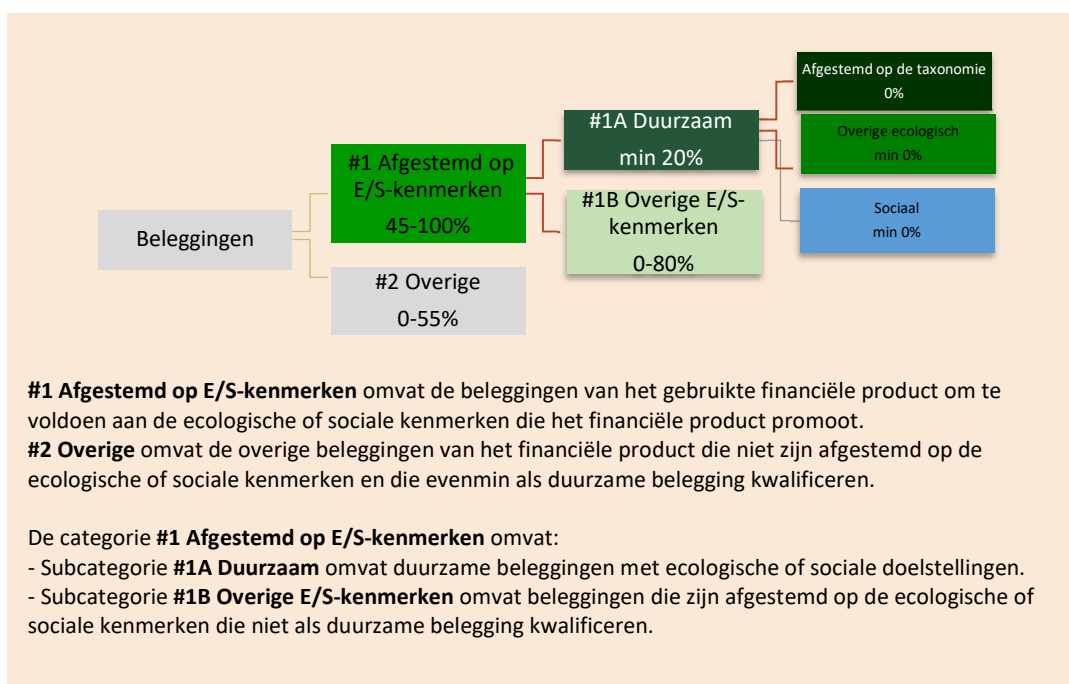 Beleggingen
#1 Afgestemd op
E/S-kenmerken
45-100%
#2 Overige
0-55%
#1A Duurzaam
min 20%
#1B Overige E/S-
kenmerken
0-80%
Afgestemd op de taxonomie
0%
Overige ecologisch
min 0%
Sociaal
min 0%
#1 Afgestemd op E/S-kenmerken omvat de beleggingen van het gebruikte financiële product om te
voldoen aan de ecologische of sociale kenmerken die het financiële product promoot.
#2 Overige omvat de overige beleggingen van het financiële product die niet zijn afgestemd op de
ecologische of sociale kenmerken en die evenmin als duurzame belegging kwalificeren.
De categorie #1 Afgestemd op E/S-kenmerken omvat:
- Subcategorie #1A Duurzaam omvat duurzame beleggingen met ecologische of sociale doelstellingen.
- Subcategorie #1B Overige E/S-kenmerken omvat beleggingen die zijn afgestemd op de ecologische of
sociale kenmerken die niet als duurzame belegging kwalificeren.